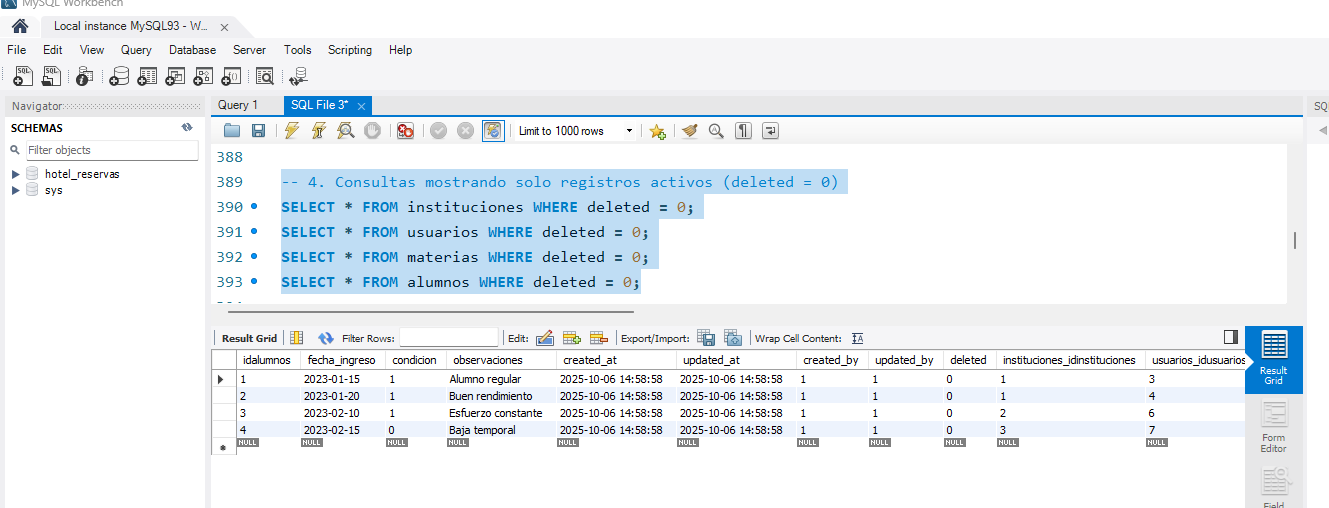 MySQL Workbench
Local instance MySQL93 - W... ×
File Edit View Query Database Server Tools Scripting Help
Navigator
SCHEMAS
Filter objects
hotel_reservas
sys
Query 1 SQL File 3* ×
Limit to 1000 rows
388
389 -- 4. Consultas mostrando solo registros activos (deleted = 0)
390 SELECT * FROM instituciones WHERE deleted = 0;
391 SELECT * FROM usuarios WHERE deleted = 0;
392 SELECT * FROM materias WHERE deleted = 0;
393 SELECT * FROM alumnos WHERE deleted = 0;
Result Grid Filter Rows: Edit: Export/Import: Wrap Cell Content:
idalumnos fecha_ingreso condicion observaciones created_at updated_at created_by updated_by deleted instituciones_idinstituciones usuarios_idusuarios
1 2023-01-15 1 Alumno regular 2025-10-06 14:58:58 2025-10-06 14:58:58 1 1 0 1 3
2 2023-01-20 1 Buen rendimiento 2025-10-06 14:58:58 2025-10-06 14:58:58 1 1 0 1 4
3 2023-02-10 1 Esfuerzo constante 2025-10-06 14:58:58 2025-10-06 14:58:58 1 1 0 2 6
4 2023-02-15 0 Baja temporal 2025-10-06 14:58:58 2025-10-06 14:58:58 1 1 0 3 7
NULL NULL NULL NULL NULL NULL NULL NULL NULL NULL NULL
Result
Grid
Form
Editor
Field
SQ